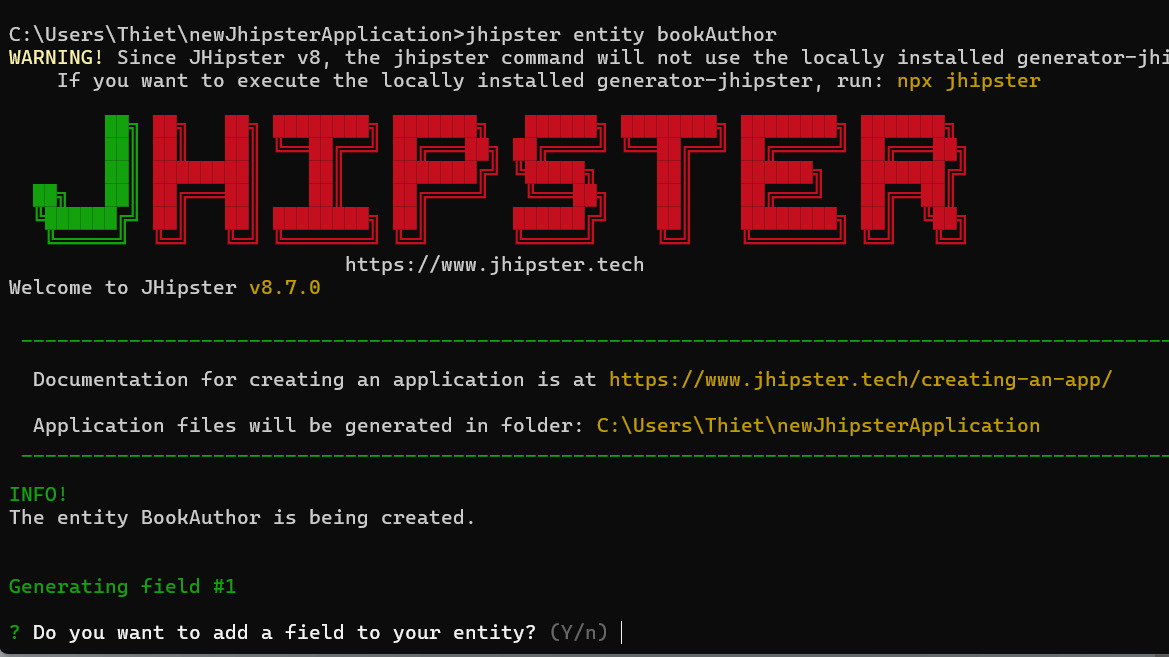 C:\Users\Thiet\newJhipsterApplication>jhipster entity bookAuthor
WARNING! Since JHipster v8, the jhipster command will not use the locally installed generator-jhi
If you want to execute the locally installed generator-jhipster, run: npx jhipster
JHIPSTER
https://www.jhipster.tech
Welcome to JHipster v8.7.0
Documentation for creating an application is at https://www.jhipster.tech/creating-an-app/
Application files will be generated in folder: C:\Users\Thiet\newJhipsterApplication
INFO!
The entity BookAuthor is being created.
Generating field #1
? Do you want to add a field to your entity? (Y/n)